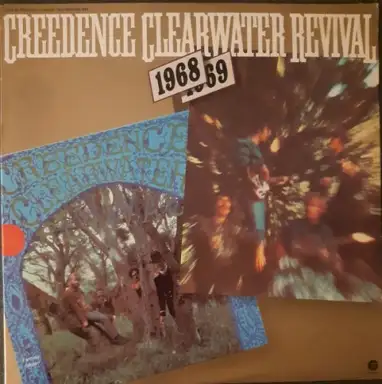 CREEDENCE CLEARWATER REVIVAL
1968
1969
CREEDENCE
CLEARWATER